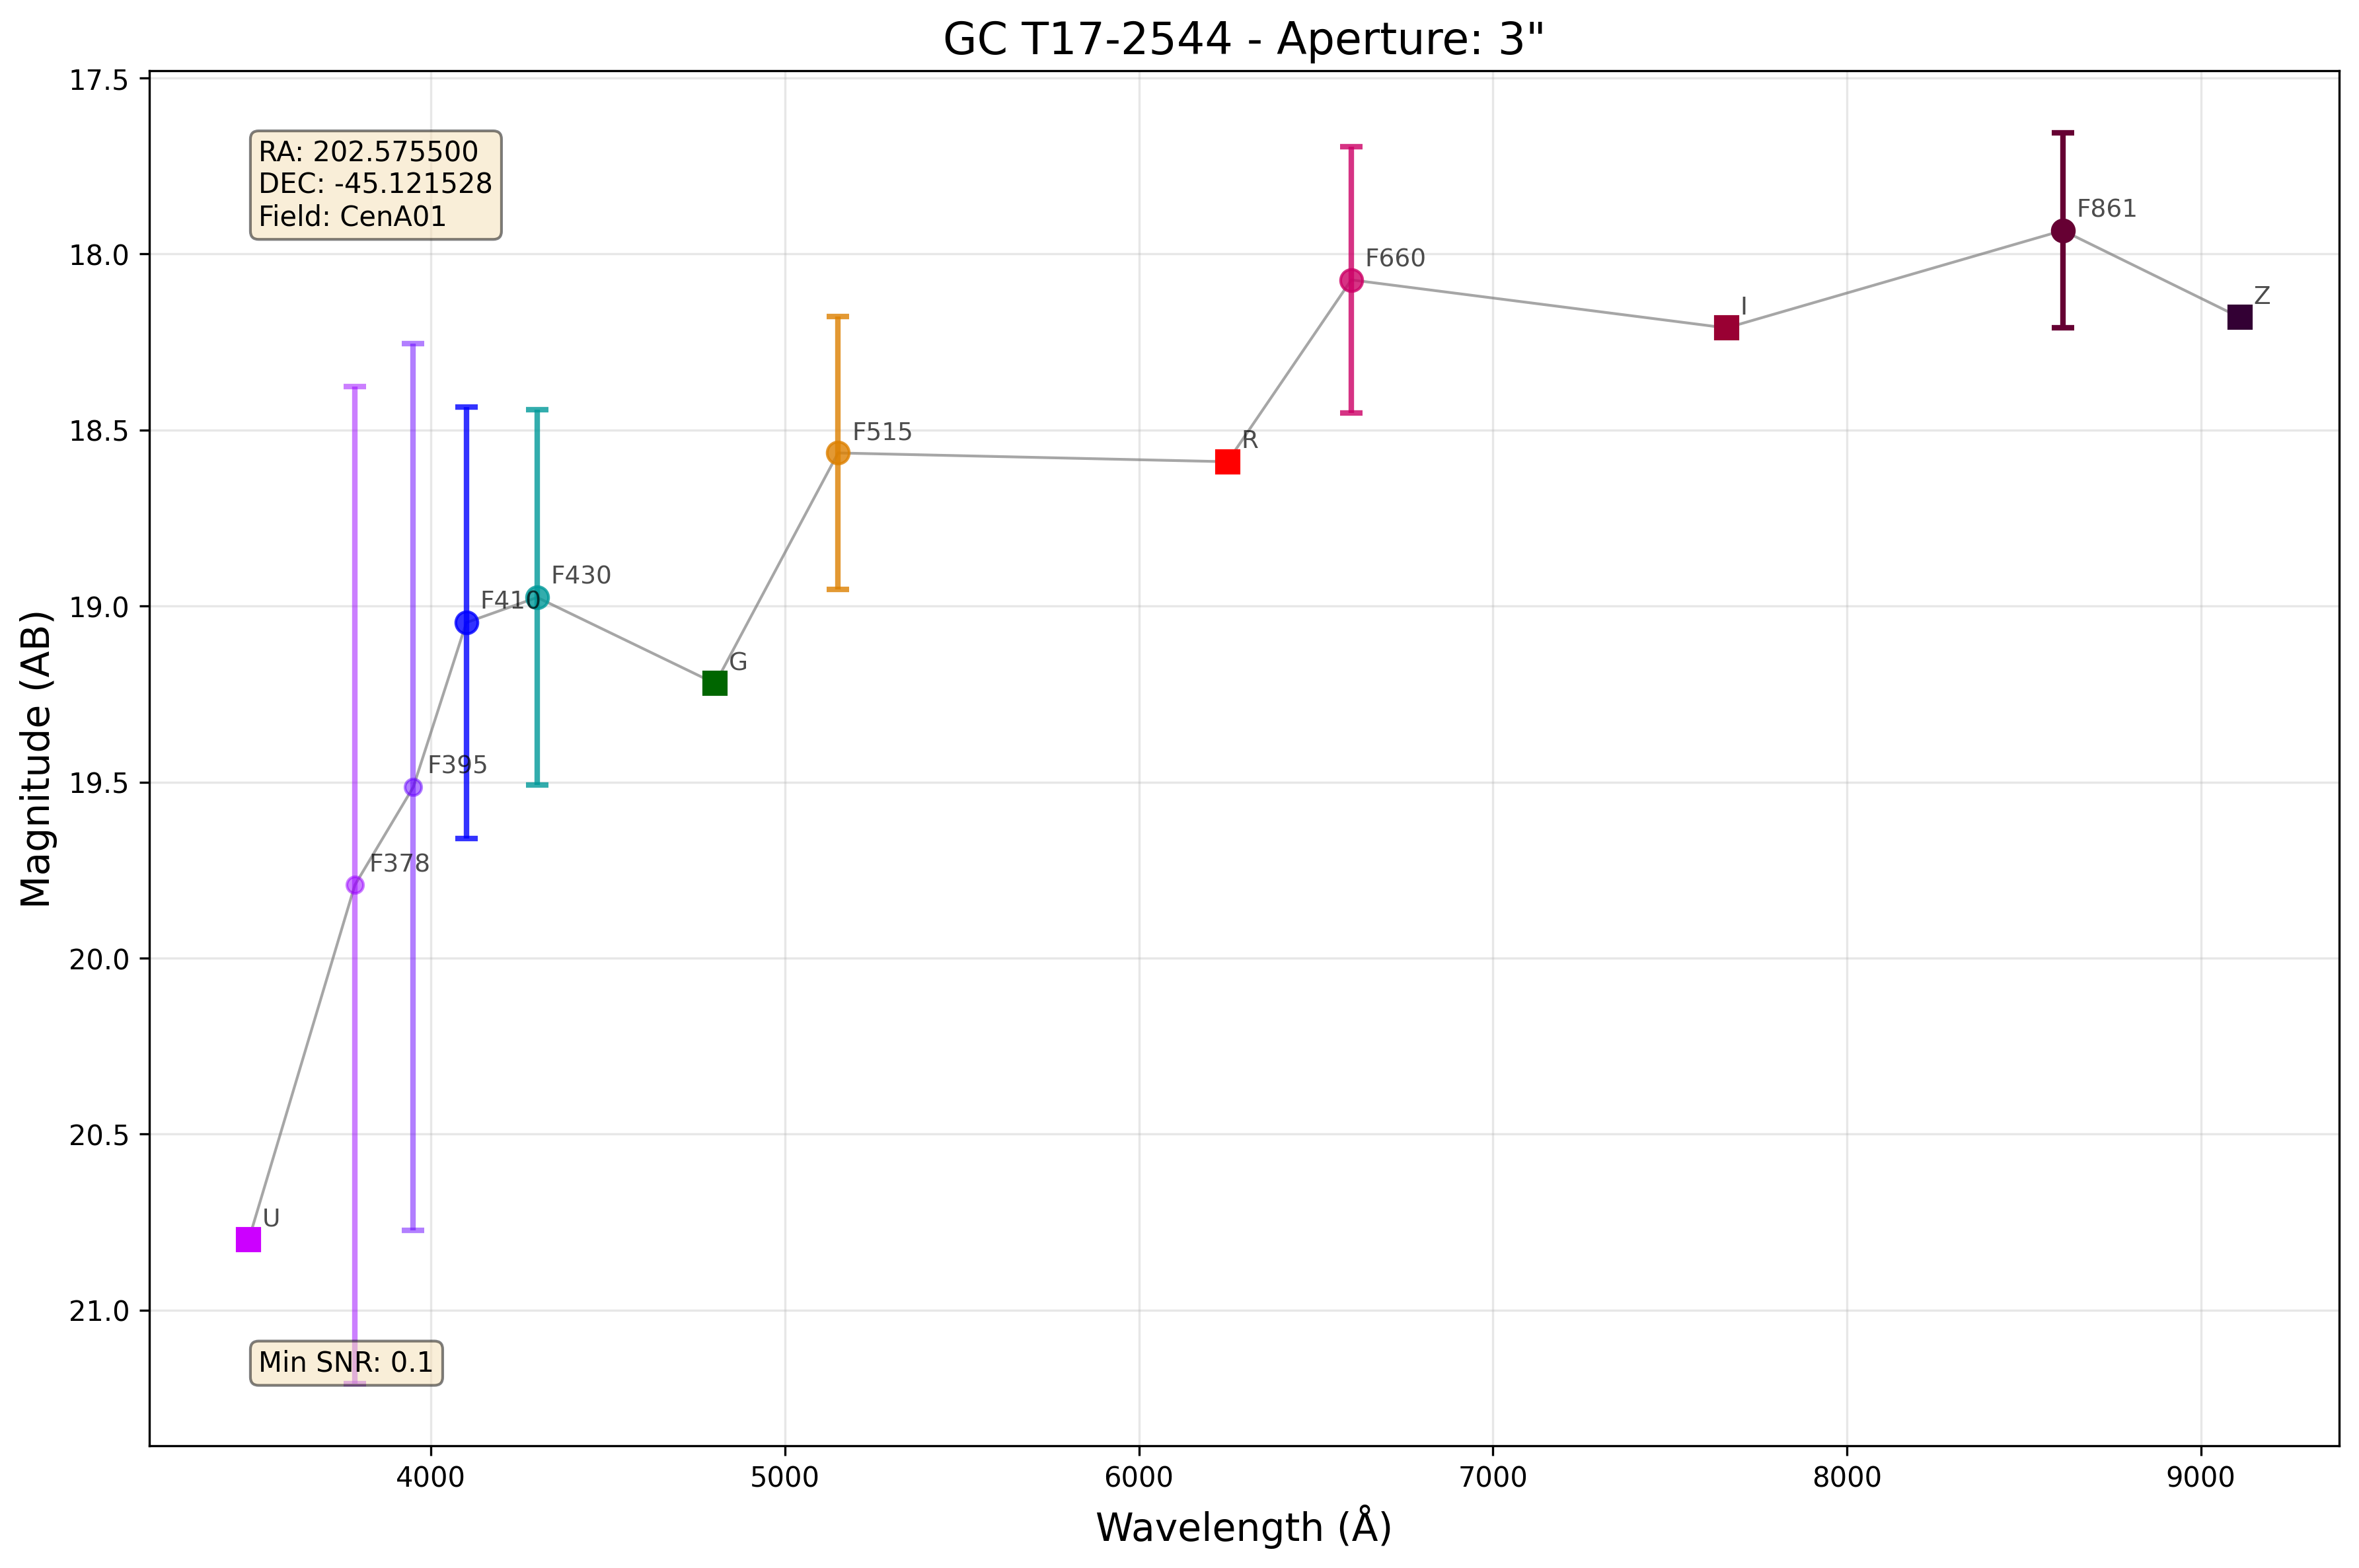 GC T17-2544 - Aperture: 3"
17.5
RA: 202.575500
DEC: -45.121528
Field: CenA01
F861
18.0
F660
Z
I
F515
18.5
R
F430
F410
19.0
G
F395
19.5
F378
20.0
20.5
U
21.0
Min SNR: 0.1
Magnitude (AB)
4000
5000
6000
7000
8000
9000
Wavelength (Å)